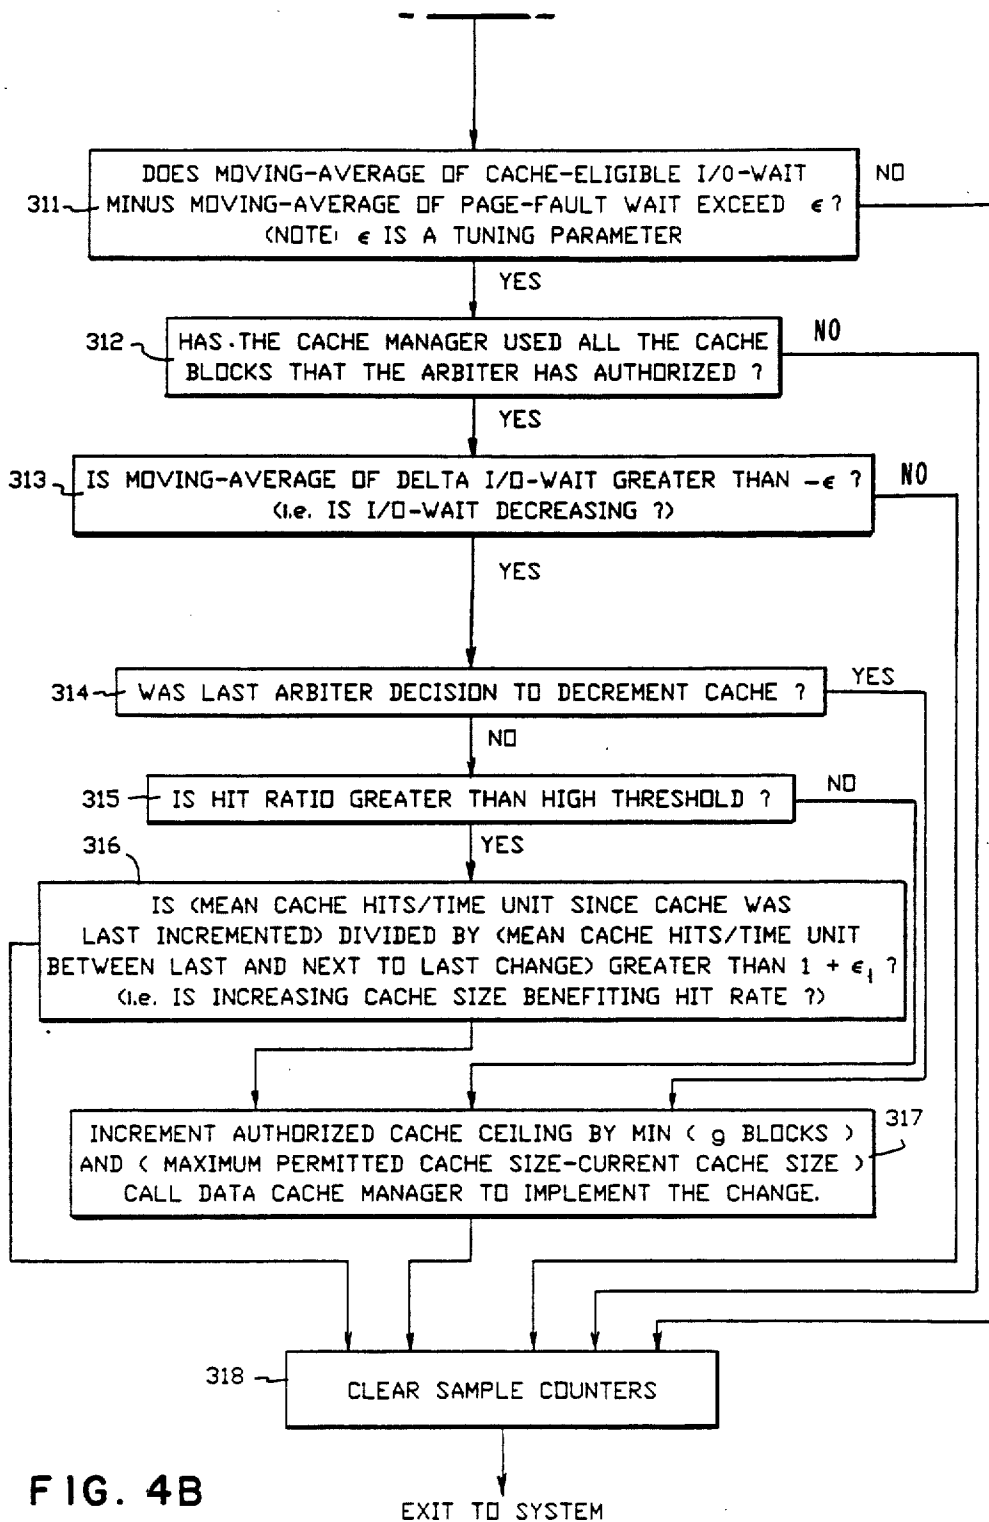 DOES MOVING-AVERAGE OF CACHE-ELIGIBLE I/O-WAIT
MINUS MOVING-AVERAGE OF PAGE-FAULT WAIT EXCEED ϵ ?
(NOTE: ϵ IS A TUNING PARAMETER
311
NO
YES
HAS THE CACHE MANAGER USED ALL THE CACHE
BLOCKS THAT THE ARBITER HAS AUTHORIZED ?
312
NO
YES
IS MOVING-AVERAGE OF DELTA I/O-WAIT GREATER THAN -ϵ ?
(i.e. IS I/O-WAIT DECREASING ?)
313
NO
YES
314
WAS LAST ARBITER DECISION TO DECREMENT CACHE ?
YES
NO
315
IS HIT RATIO GREATER THAN HIGH THRESHOLD ?
NO
YES
316
IS (MEAN CACHE HITS/TIME UNIT SINCE CACHE WAS
LAST INCREMENTED) DIVIDED BY (MEAN CACHE HITS/TIME UNIT
BETWEEN LAST AND NEXT TO LAST CHANGE) GREATER THAN 1 + ϵ₁ ?
(i.e. IS INCREASING CACHE SIZE BENEFITING HIT RATE ?)
INCREMENT AUTHORIZED CACHE CEILING BY MIN ( g BLOCKS )
AND ( MAXIMUM PERMITTED CACHE SIZE-CURRENT CACHE SIZE )
CALL DATA CACHE MANAGER TO IMPLEMENT THE CHANGE.
317
318
CLEAR SAMPLE COUNTERS
FIG. 4B
EXIT TO SYSTEM